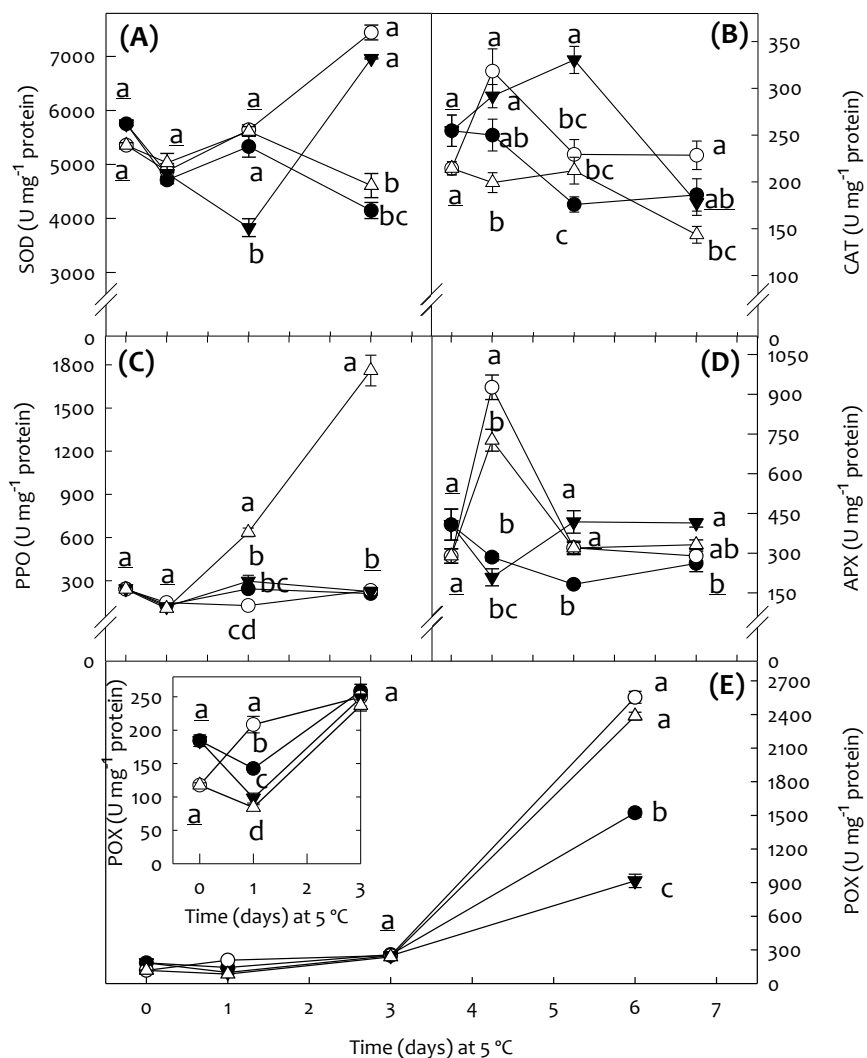 (A)
7000
6000
5000
4000
3000
0
SOD (U mg⁻¹ protein)
a
a
a
a
a
b
a
a
b
bc
(B)
350
300
250
200
150
100
0
CAT (U mg⁻¹ protein)
a
a
a
a
ab
bc
a
bc
ab
a
b
c
bc
(C)
1800
1500
1200
900
600
300
0
PPO (U mg⁻¹ protein)
a
a
a
a
b
bc
b
cd
(D)
1050
900
750
600
450
300
150
0
APX (U mg⁻¹ protein)
a
b
a
a
a
b
a
ab
a
bc
b
b
(E)
2700
2400
2100
1800
1500
1200
900
600
300
0
POX (U mg⁻¹ protein)
a
a
b
c
a
250
200
150
100
50
0
POX (U mg⁻¹ protein)
a
a
a
b
c
a
d
0 1 2 3
Time (days) at 5 °C
0 1 2 3 4 5 6 7
Time (days) at 5 °C